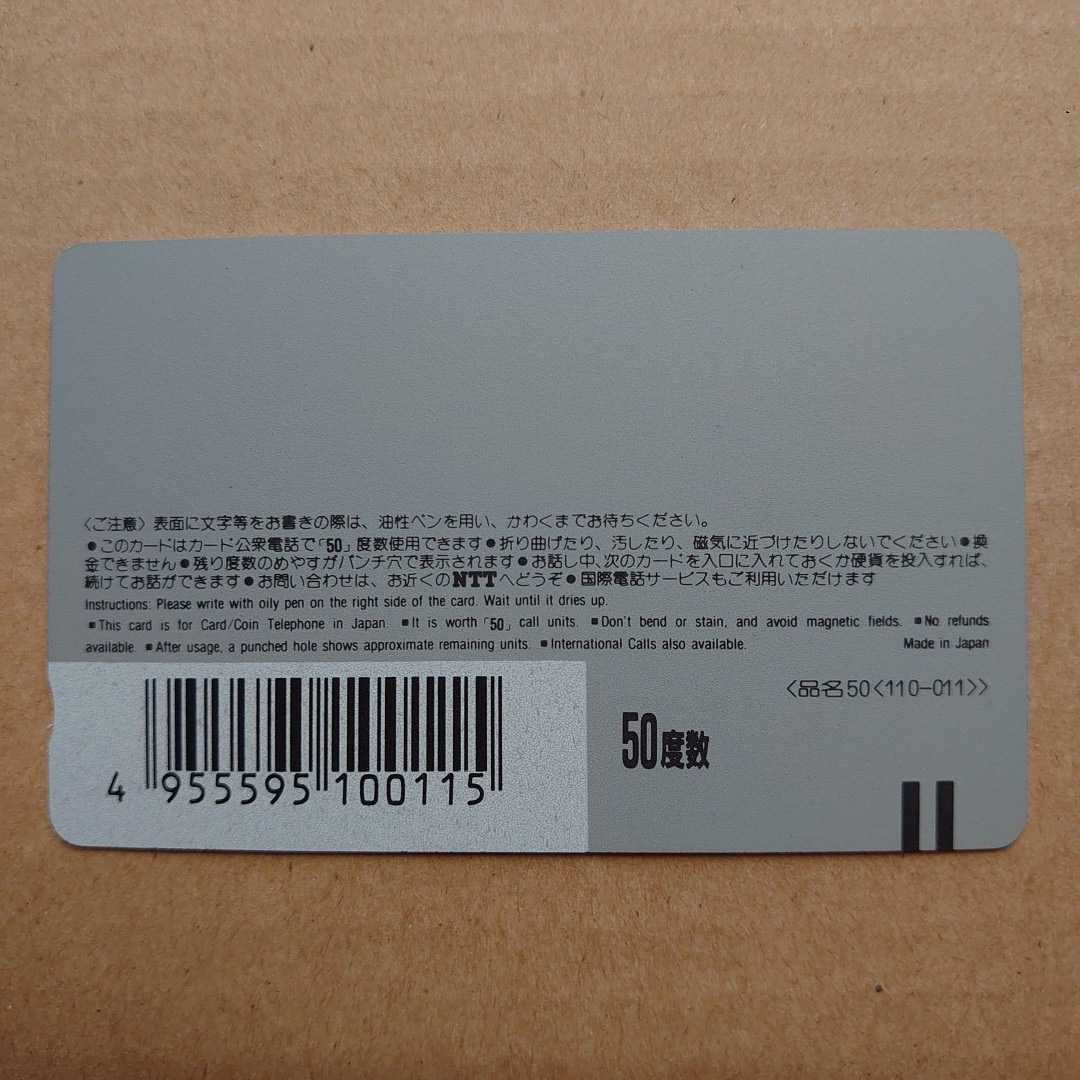 〈ご注意〉表面に文字等をお書きの際は、油性ペンを用い、かわくまでお待ちください。
●このカードはカード公衆電話で「50」度数使用できます●折り曲げたり、汚したり、磁気に近づけたりしないでください●換
金できません●残り度数のめやすがパンチ穴で表示されます●お話し中、次のカードを入口に入れておくか硬貨を投入すれば、
続けてお話ができます●お問い合わせは、お近くのNTTへどうぞ●国際電話サービスもご利用いただけます
Instructions: Please write with oily pen on the right side of the card. Wait until it dries up.
■This card is for Card/Coin Telephone in Japan. ■It is worth「50」call units. ■Don't bend or stain, and avoid magnetic fields. ■No refunds
available. ■After usage, a punched hole shows approximate remaining units. ■International Calls also available. Made in Japan
〈品名50〈110-011〉〉
50度数
4 955595 100115